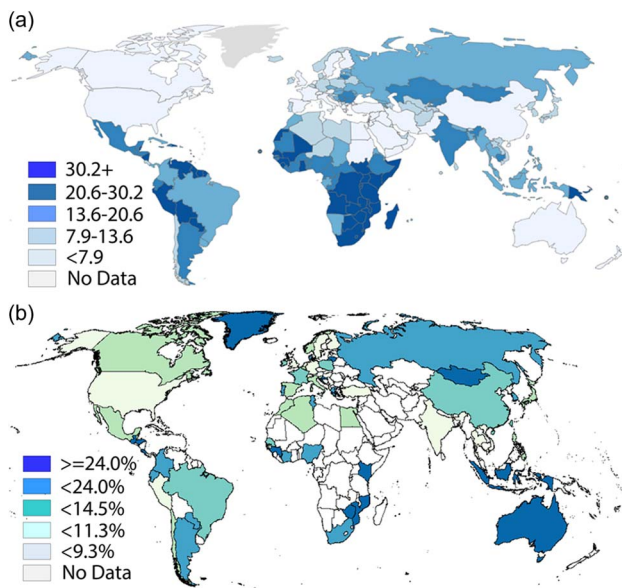 (a)
30.2+
20.6-30.2
13.6-20.6
7.9-13.6
<7.9
No Data
(b)
>=24.0%
<24.0%
<14.5%
<11.3%
<9.3%
No Data